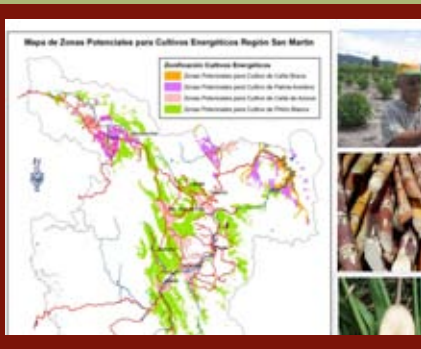 Mapa de Zonas Potenciales para Cultivos Energéticos Región San Martín
Zonificación Cultivos Energéticos
Zonas Potenciales para Cultivo de Caña Brava
Zonas Potenciales para Cultivo de Palma Aceitera
Zonas Potenciales para Cultivo de Caña de Azúcar
Zonas Potenciales para Cultivo de Piñón Blanco